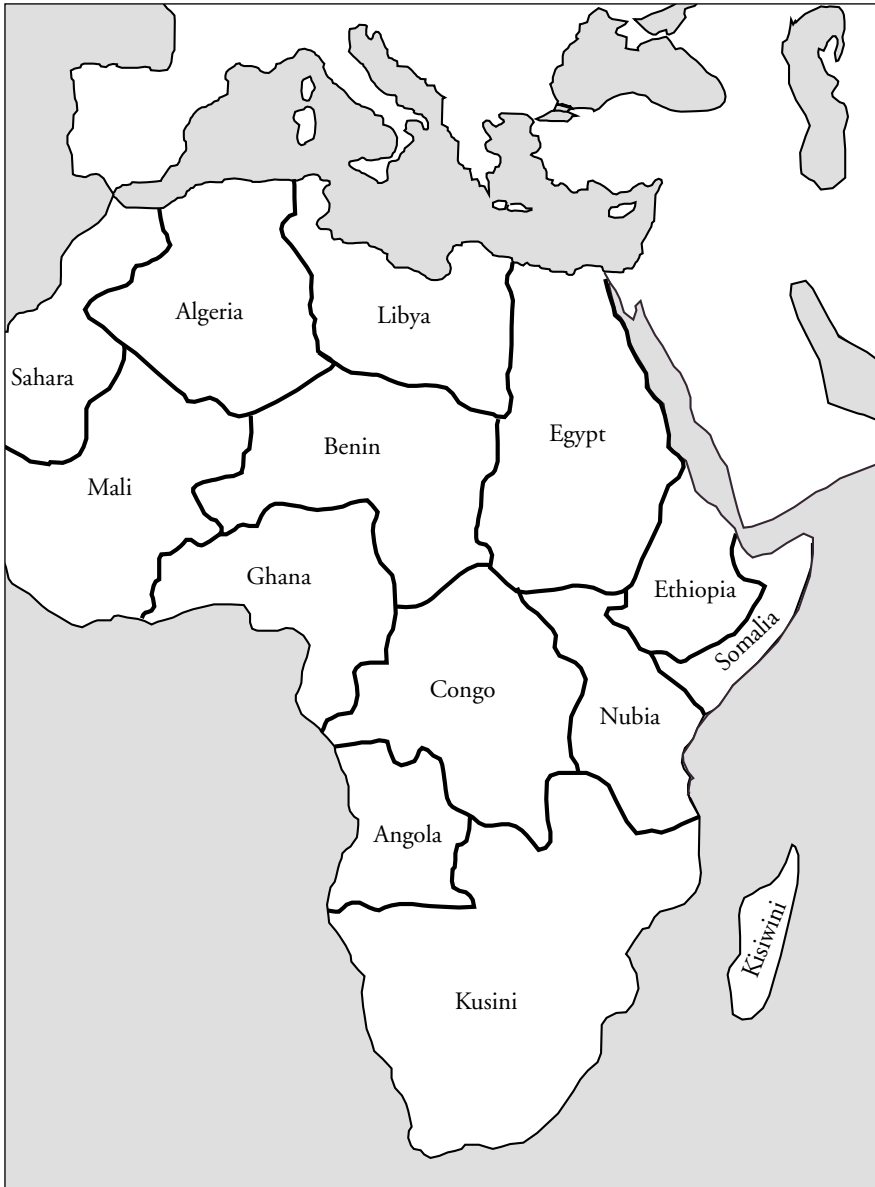 Algeria
Libya
Sahara
Egypt
Benin
Mali
Ghana
Ethiopia
Somalia
Congo
Nubia
Angola
Kisiwini
Kusini